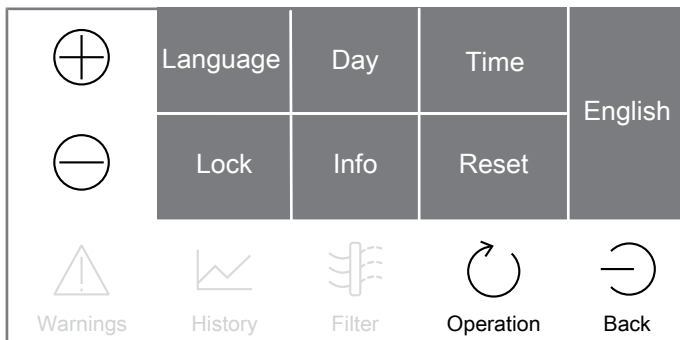 Language Day Time
English
Lock Info Reset
Warnings History Filter Operation Back